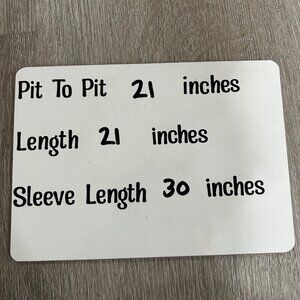 Pit To Pit 21 inches
Length 21 inches
Sleeve Length 30 inches